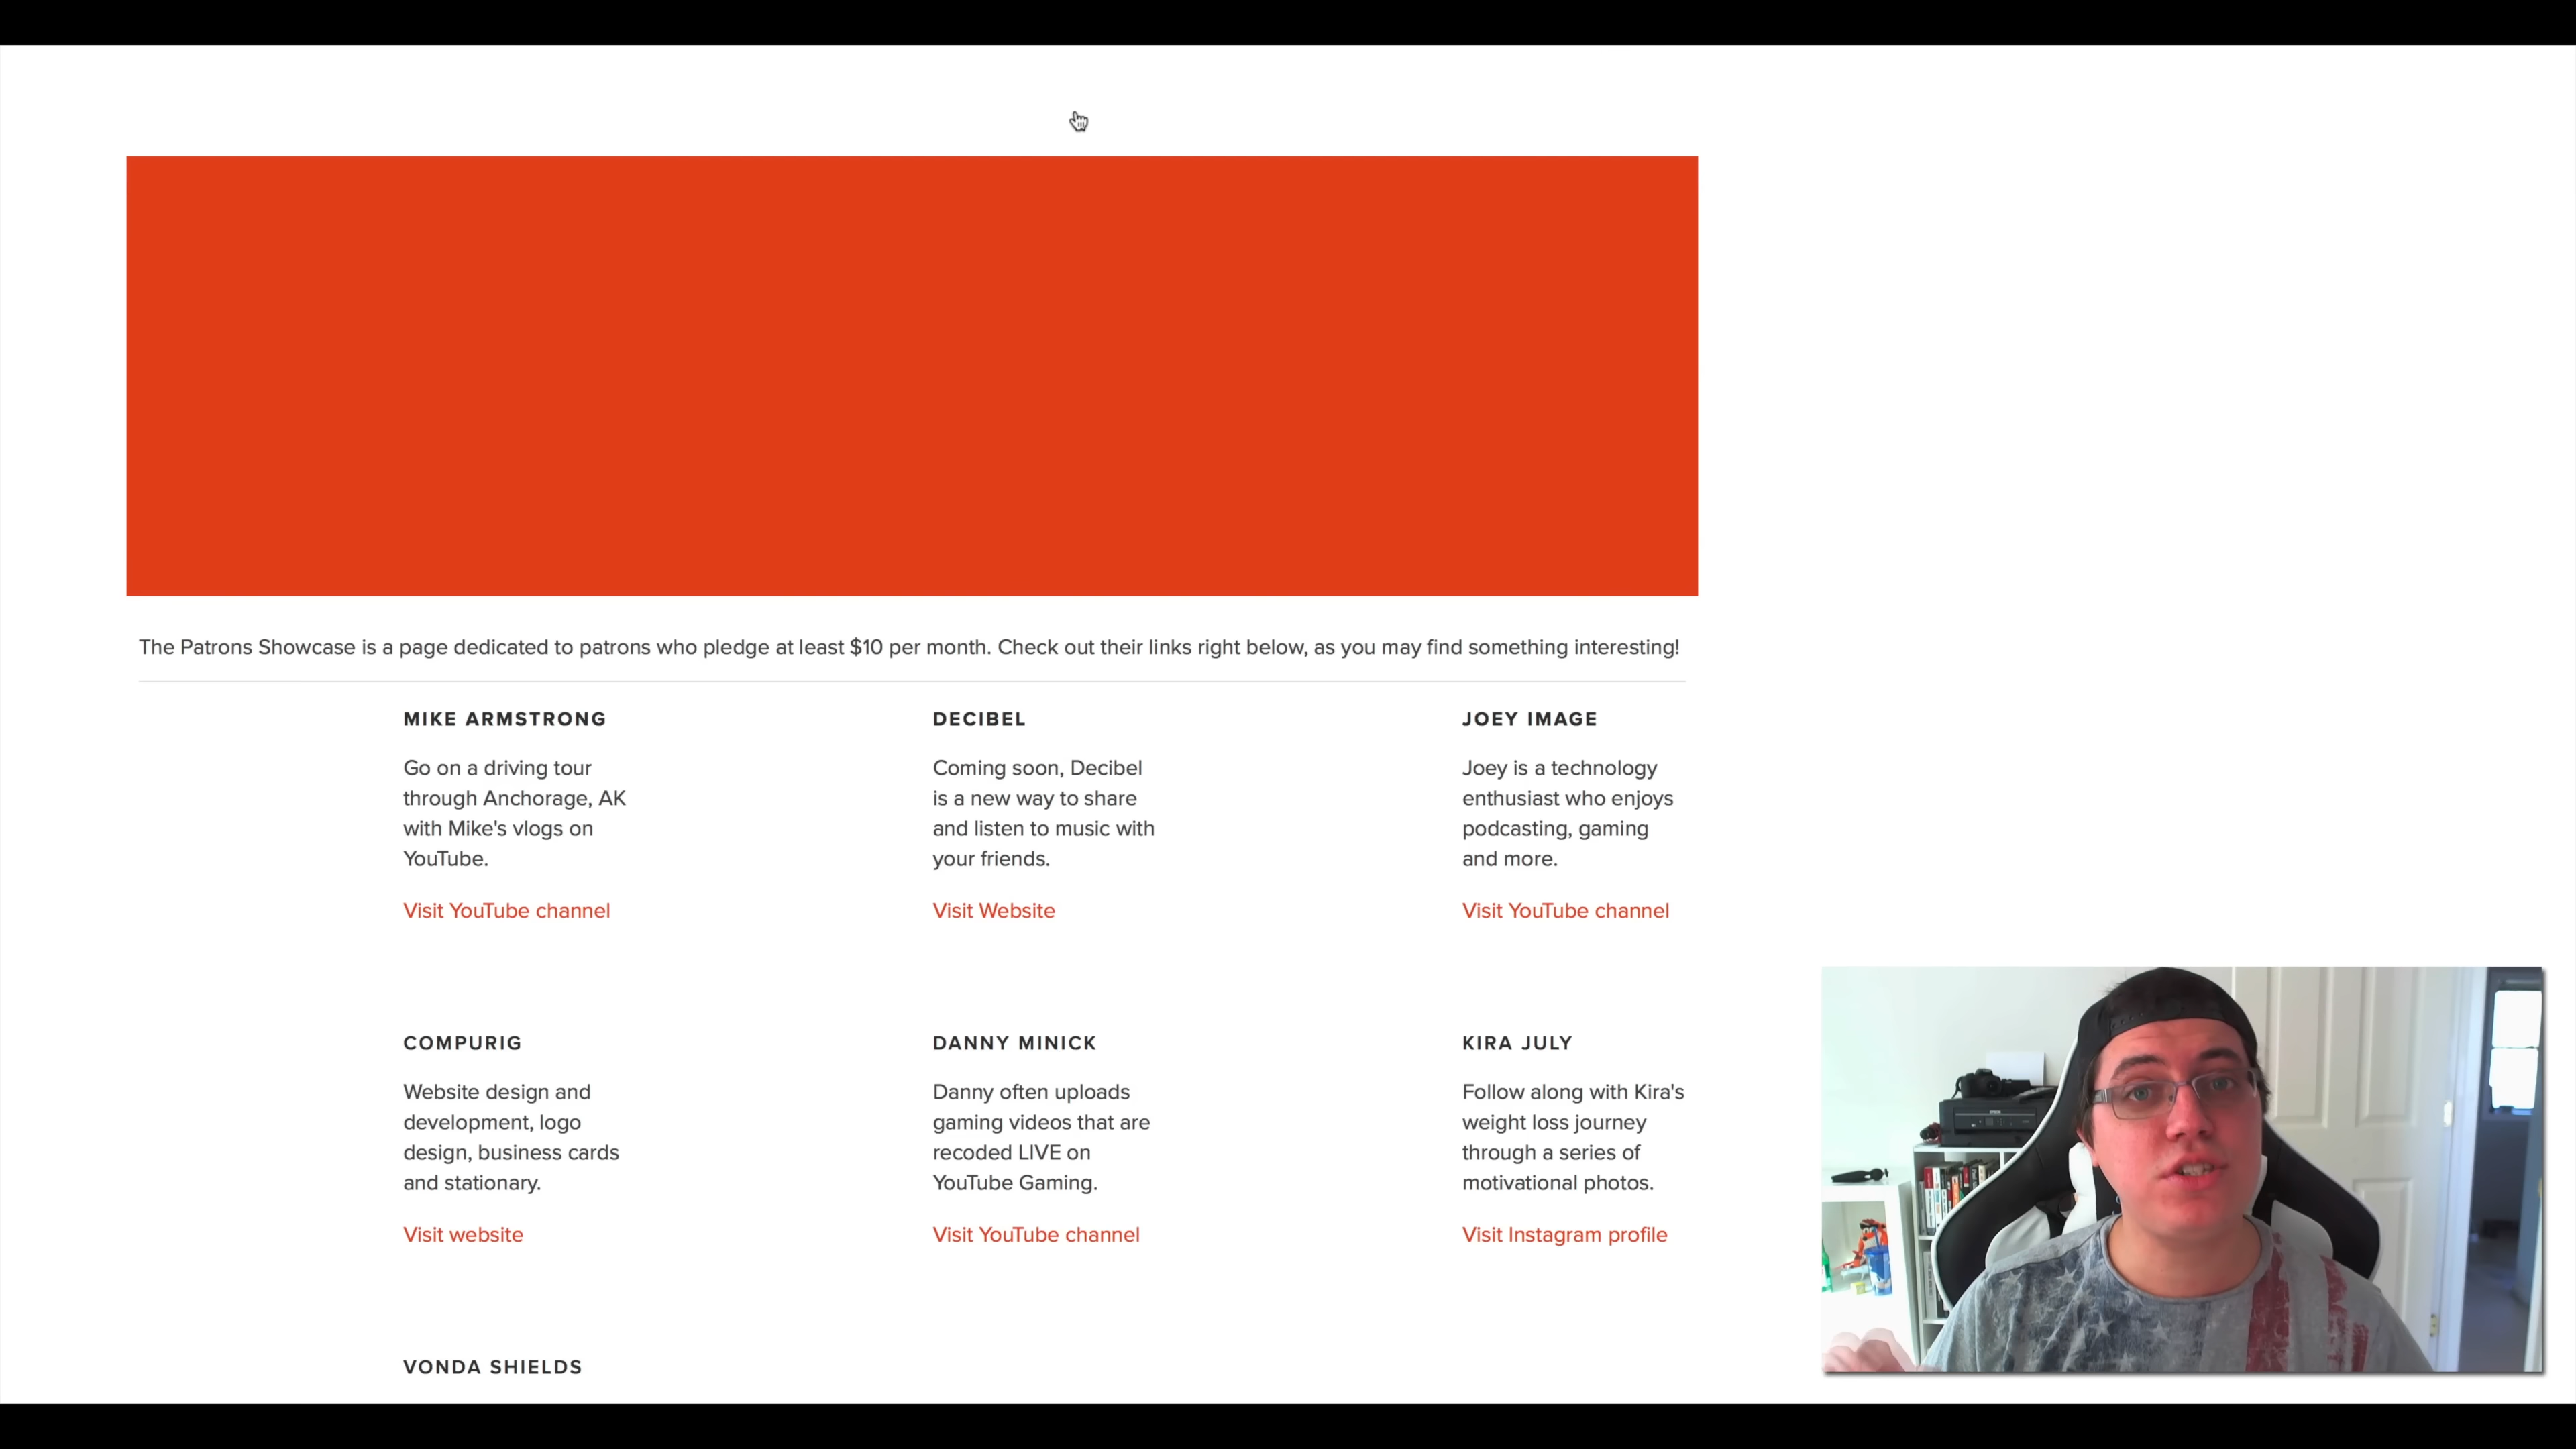 The Patrons Showcase is a page dedicated to patrons who pledge at least $10 per month. Check out their links right below, as you may find something interesting!
MIKE ARMSTRONG
Go on a driving tour
through Anchorage, AK
with Mike's vlogs on
YouTube.
Visit YouTube channel
DECIBEL
Coming soon, Decibel
is a new way to share
and listen to music with
your friends.
Visit Website
JOEY IMAGE
Joey is a technology
enthusiast who enjoys
podcasting, gaming
and more.
Visit YouTube channel
COMPURIG
Website design and
development, logo
design, business cards
and stationary.
Visit website
DANNY MINICK
Danny often uploads
gaming videos that are
recoded LIVE on
YouTube Gaming.
Visit YouTube channel
KIRA JULY
Follow along with Kira's
weight loss journey
through a series of
motivational photos.
Visit Instagram profile
VONDA SHIELDS